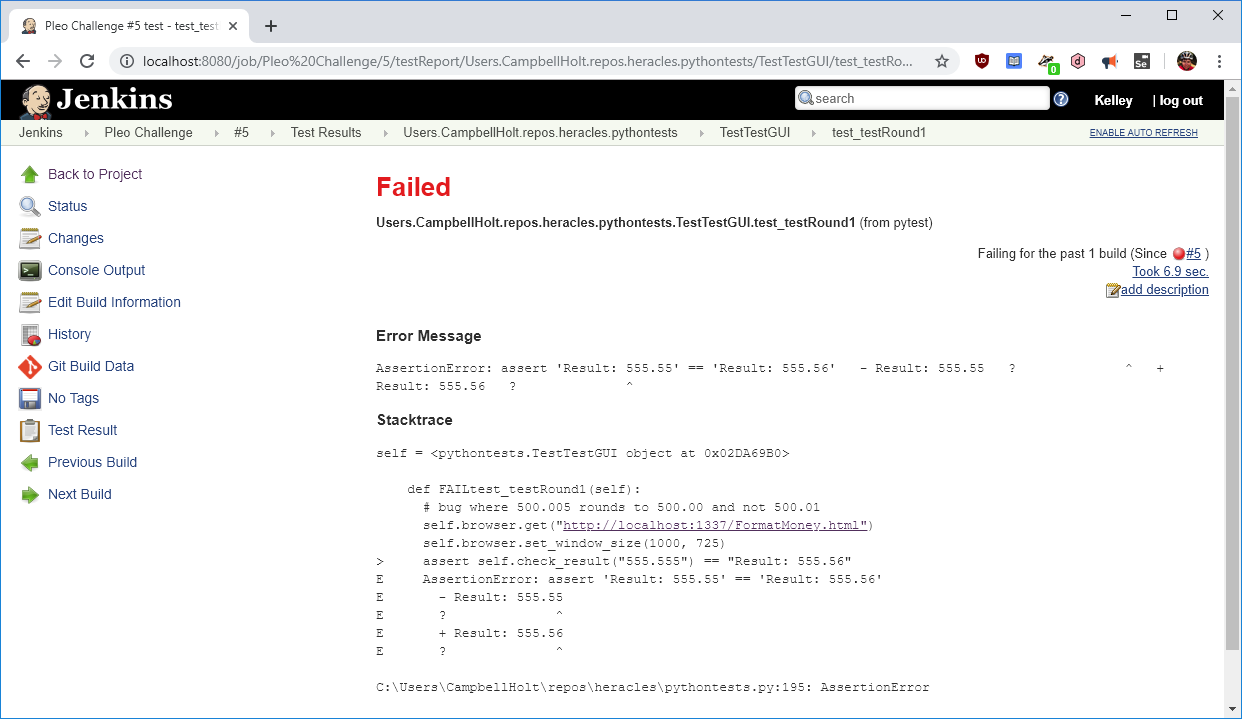 Pleo Challenge #5 test - test_test
localhost:8080/job/Pleo%20Challenge/5/testReport/Users.CampbellHolt.repos.heracles.pythontests/TestTestGUI/test_testRo...
0
Se
Jenkins
search
Kelley
| log out
Jenkins
Pleo Challenge
#5
Test Results
Users.CampbellHolt.repos.heracles.pythontests
TestTestGUI
test_testRound1
ENABLE AUTO REFRESH
Back to Project
Status
Changes
Console Output
Edit Build Information
History
Git Build Data
No Tags
Test Result
Previous Build
Next Build
Failed
Users.CampbellHolt.repos.heracles.pythontests.TestTestGUI.test_testRound1 (from pytest)
Failing for the past 1 build (Since #5 )
Took 6.9 sec.
add description
Error Message
AssertionError: assert 'Result: 555.55' == 'Result: 555.56'   - Result: 555.55   ?              ^   +
Result: 555.56   ?              ^
Stacktrace
self = <pythontests.TestTestGUI object at 0x02DA69B0>
    def FAILtest_testRound1(self):
      # bug where 500.005 rounds to 500.00 and not 500.01
      self.browser.get("http://localhost:1337/FormatMoney.html")
      self.browser.set_window_size(1000, 725)
>     assert self.check_result("555.555") == "Result: 555.56"
E     AssertionError: assert 'Result: 555.55' == 'Result: 555.56'
E       - Result: 555.55
E       ?              ^
E       + Result: 555.56
E       ?              ^
C:\Users\CampbellHolt\repos\heracles\pythontests.py:195: AssertionError